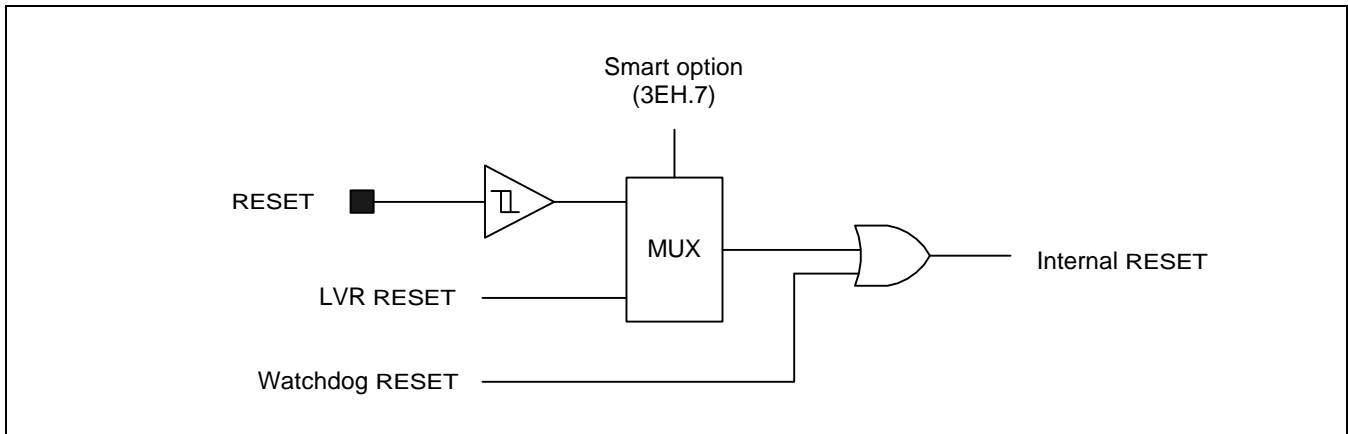 Smart option
(3EH.7)
RESET
MUX
Internal RESET
LVR RESET
Watchdog RESET